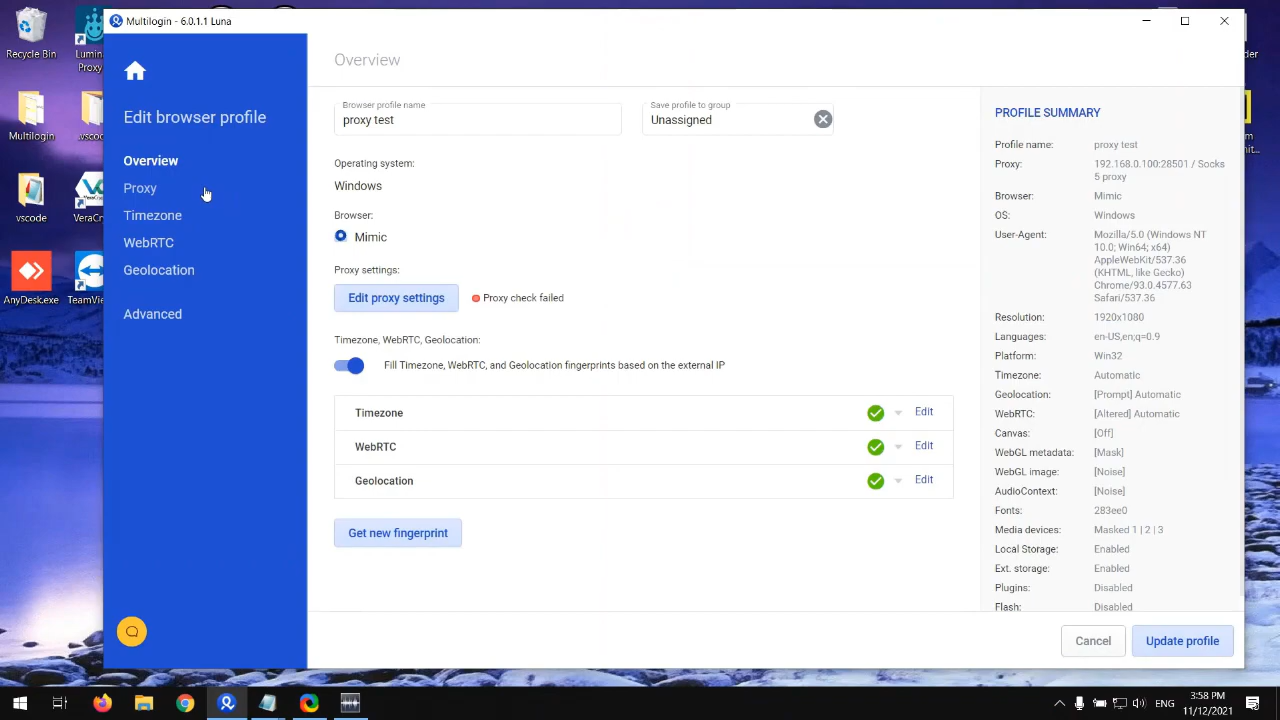 Multilogin - 6.0.1.1 Luna
Recycle Bin
Multilogin
vscode
AnyDesk.exe
Edit browser profile
Overview
Proxy
Timezone
WebRTC
Geolocation
Advanced
Overview
Browser profile name
proxy test
Save profile to group
Unassigned
Operating system:
Windows
Browser:
Mimic
Proxy settings:
Edit proxy settings
Proxy check failed
Timezone, WebRTC, Geolocation:
Fill Timezone, WebRTC, and Geolocation fingerprints based on the external IP
Timezone Edit
WebRTC Edit
Geolocation Edit
Get new fingerprint
PROFILE SUMMARY
Profile name: proxy test
Proxy: 192.168.0.100:28501 / Socks
5 proxy
Browser: Mimic
OS: Windows
User-Agent: Mozilla/5.0 (Windows NT
10.0; Win64; x64)
AppleWebKit/537.36
(KHTML, like Gecko)
Chrome/93.0.4577.63
Safari/537.36
Resolution: 1920x1080
Languages: en-US,en;q=0.9
Platform: Win32
Timezone: Automatic
Geolocation: [Prompt] Automatic
WebRTC: [Altered] Automatic
Canvas: [Off]
WebGL metadata: [Mask]
WebGL image: [Noise]
AudioContext: [Noise]
Fonts: 283ee0
Media devices: Masked 1 | 2 | 3
Local Storage: Enabled
Ext. storage: Enabled
Plugins: Disabled
Flash: Disabled
Cancel
Update profile
ENG
3:58 PM
11/12/2021